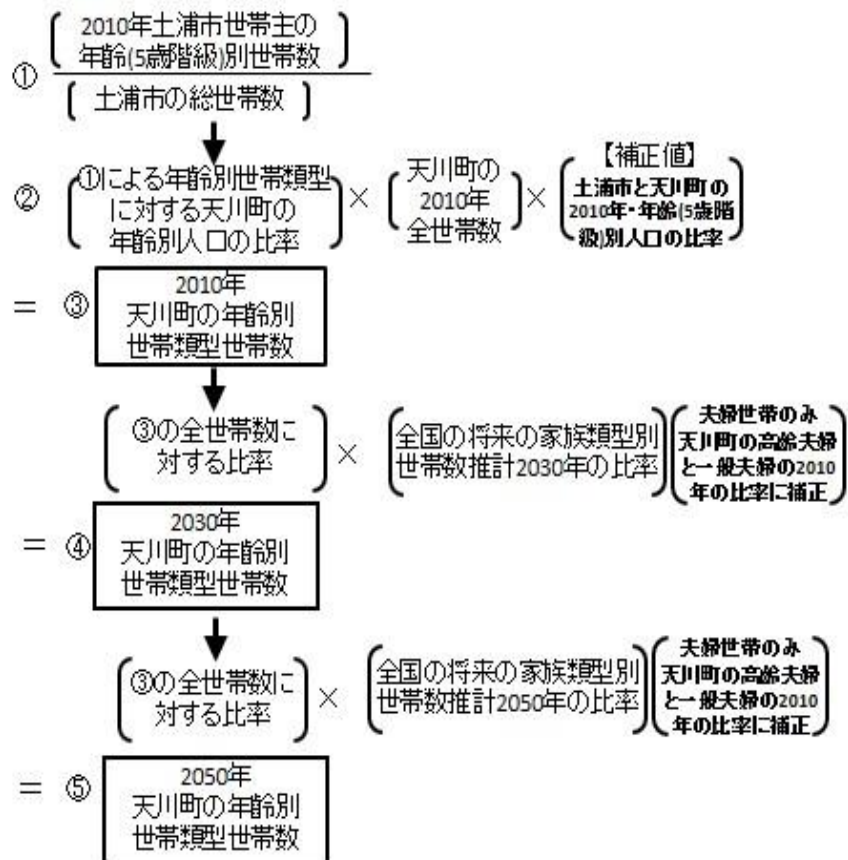 2010年土浦市世帯主の
年齢(5歳階級)別世帯数
①
土浦市の総世帯数
②
①による年齢別世帯類型
に対する天川町の
年齢別人口の比率
×
天川町の
2010年
全世帯数
×
【補正値】
土浦市と天川町の
2010年・年齢(5歳階
級)別人口の比率
= ③
2010年
天川町の年齢別
世帯類型世帯数
③の全世帯数に
対する比率
×
全国の将来の家族類型別
世帯数推計2030年の比率
夫婦世帯のみ
天川町の高齢夫婦
と一般夫婦の2010
年の比率に補正
= ④
2030年
天川町の年齢別
世帯類型世帯数
③の全世帯数に
対する比率
×
全国の将来の家族類型別
世帯数推計2050年の比率
夫婦世帯のみ
天川町の高齢夫婦
と一般夫婦の2010
年の比率に補正
= ⑤
2050年
天川町の年齢別
世帯類型世帯数